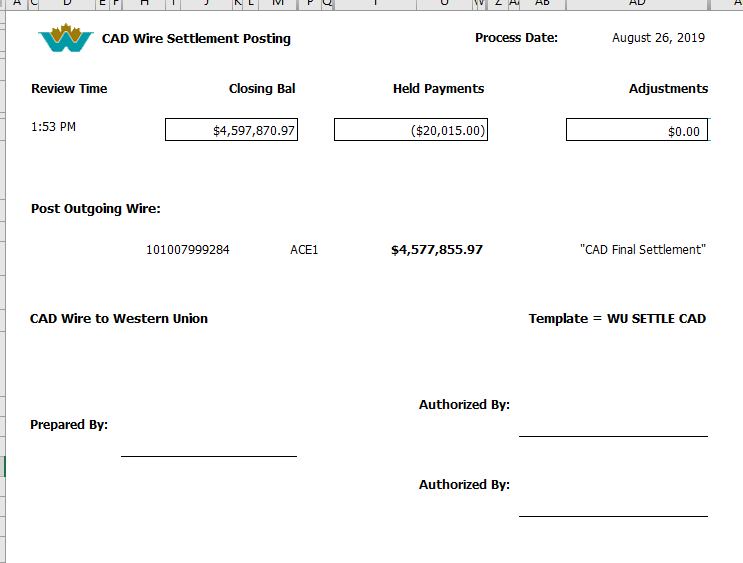 A C D E F H I J K L M P Q T U W Z AB AD
CAD Wire Settlement Posting Process Date: August 26, 2019
Review Time Closing Bal Held Payments Adjustments
1:53 PM $4,597,870.97 ($20,015.00) $0.00
Post Outgoing Wire:
101007999284 ACE1 $4,577,855.97 "CAD Final Settlement"
CAD Wire to Western Union Template = WU SETTLE CAD
Authorized By:
Prepared By:
Authorized By: